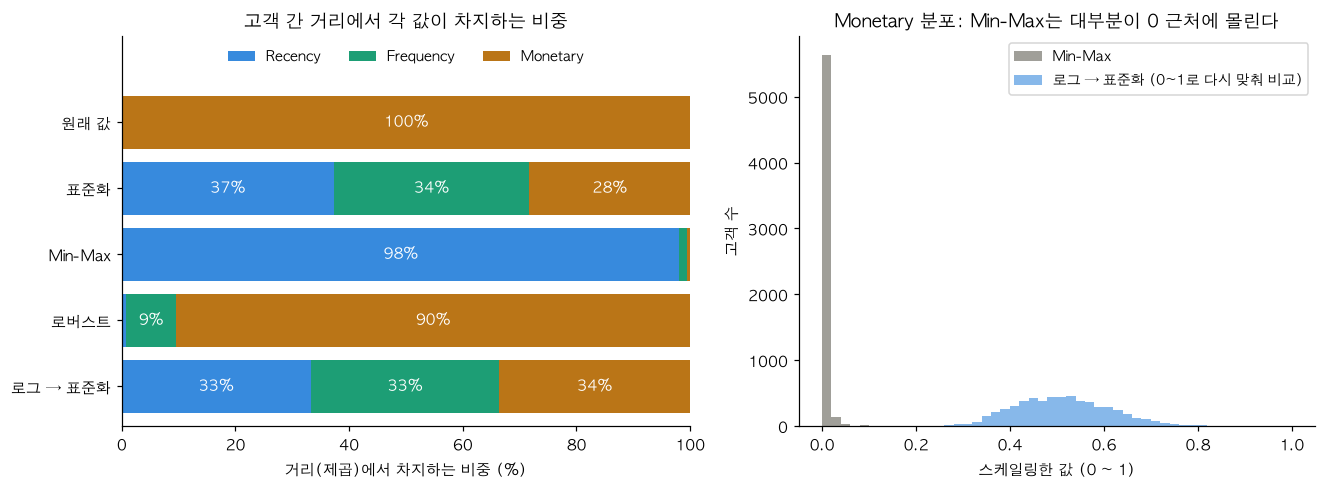 고객 간 거리에서 각 값이 차지하는 비중
Recency Frequency Monetary
원래 값 100%
표준화 37% 34% 28%
Min-Max 98%
로버스트 9% 90%
로그 → 표준화 33% 33% 34%
0 20 40 60 80 100
거리(제곱)에서 차지하는 비중 (%)
Monetary 분포: Min-Max는 대부분이 0 근처에 몰린다
Min-Max
로그 → 표준화 (0~1로 다시 맞춰 비교)
고객 수
5000
4000
3000
2000
1000
0
0.0 0.2 0.4 0.6 0.8 1.0
스케일링한 값 (0 ~ 1)